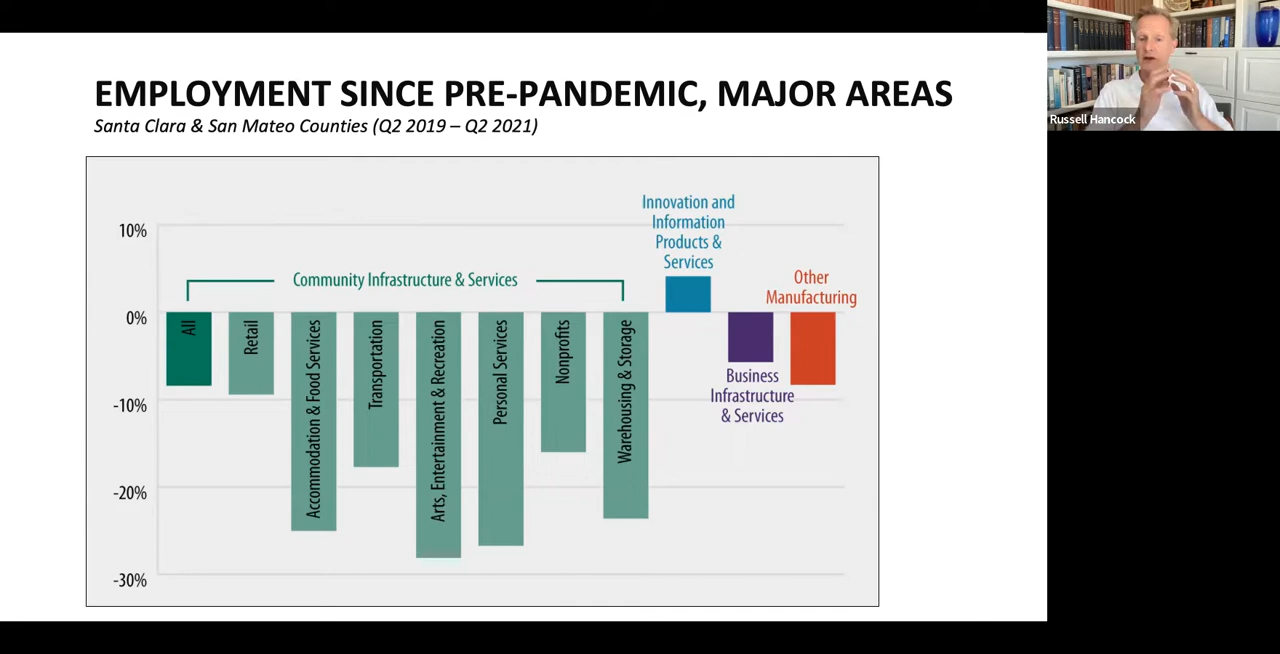 EMPLOYMENT SINCE PRE-PANDEMIC, MAJOR AREAS
Santa Clara & San Mateo Counties (Q2 2019 – Q2 2021)
Russell Hancock
10%
0%
-10%
-20%
-30%
Community Infrastructure & Services
All
Retail
Accommodation & Food Services
Transportation
Arts, Entertainment & Recreation
Personal Services
Nonprofits
Warehousing & Storage
Innovation and
Information
Products &
Services
Business
Infrastructure
& Services
Other
Manufacturing